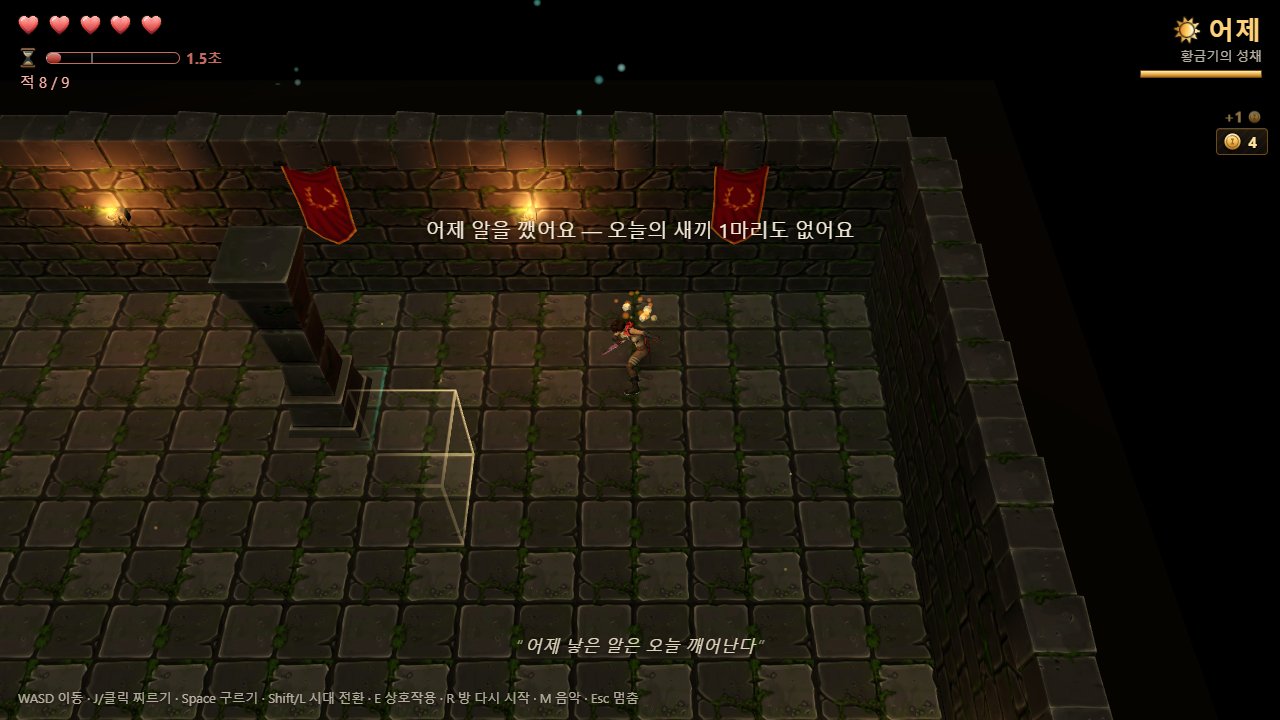 1.5초
적 8 / 9
어제
황금기의 성채
+1
4
어제 알을 깼어요 — 오늘의 새끼 1마리도 없어요
“어제 낳은 알은 오늘 깨어난다”
WASD 이동 · J/클릭 찌르기 · Space 구르기 · Shift/L 시대 전환 · E 상호작용 · R 방 다시 시작 · M 음악 · Esc 멈춤